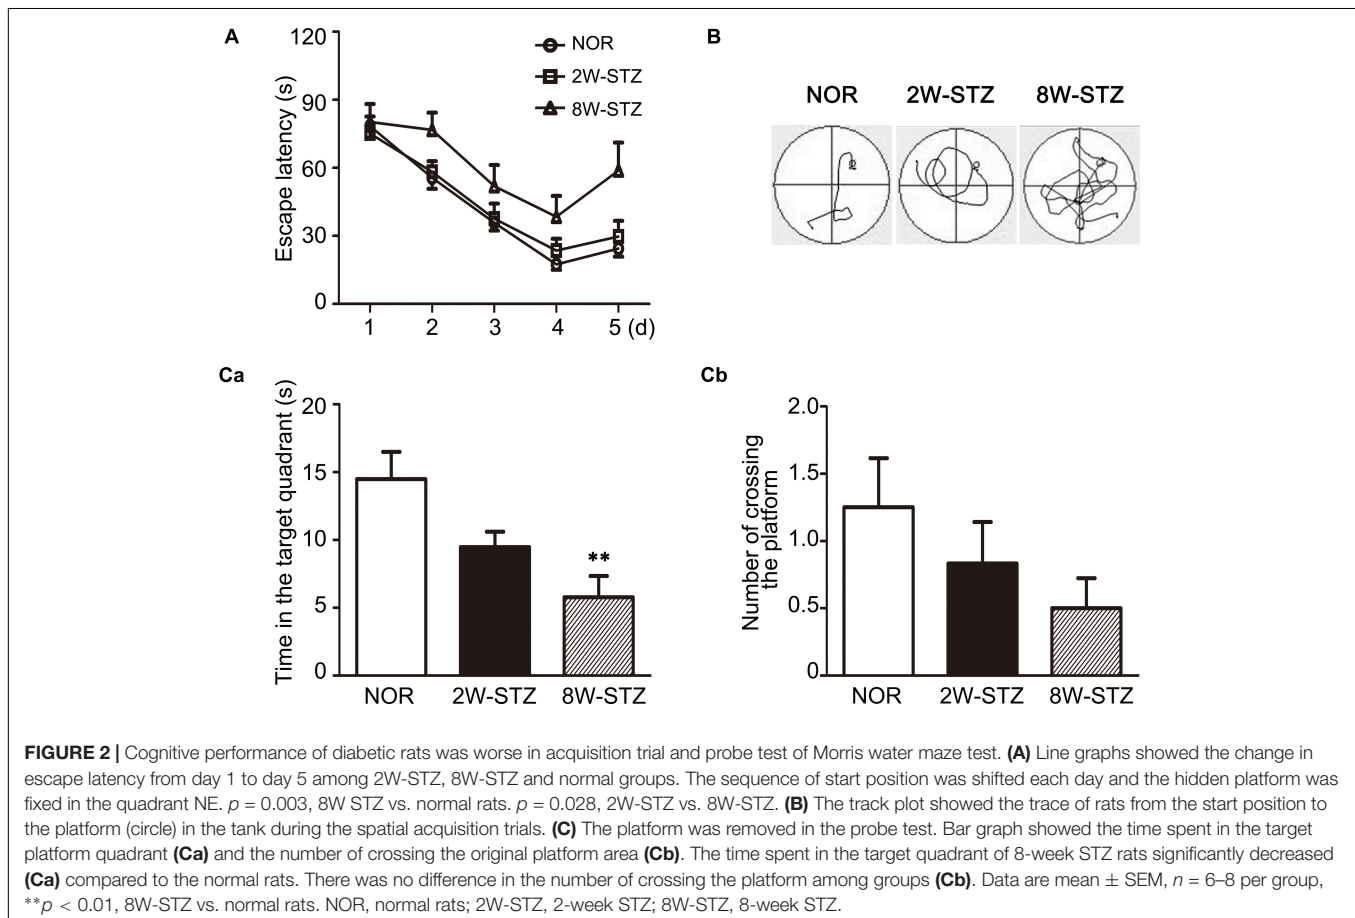 A
120
90
60
30
0
Escape latency (s)
NOR
2W-STZ
8W-STZ
1 2 3 4 5 (d)
B
NOR 2W-STZ 8W-STZ
Ca
Time in the target quadrant (s)
20
15
10
5
0
**
NOR 2W-STZ 8W-STZ
Cb
Number of crossing
the platform
2.0
1.5
1.0
0.5
0
NOR 2W-STZ 8W-STZ
FIGURE 2 | Cognitive performance of diabetic rats was worse in acquisition trial and probe test of Morris water maze test. (A) Line graphs showed the change in
escape latency from day 1 to day 5 among 2W-STZ, 8W-STZ and normal groups. The sequence of start position was shifted each day and the hidden platform was
fixed in the quadrant NE. p = 0.003, 8W STZ vs. normal rats. p = 0.028, 2W-STZ vs. 8W-STZ. (B) The track plot showed the trace of rats from the start position to
the platform (circle) in the tank during the spatial acquisition trials. (C) The platform was removed in the probe test. Bar graph showed the time spent in the target
platform quadrant (Ca) and the number of crossing the original platform area (Cb). The time spent in the target quadrant of 8-week STZ rats significantly decreased
(Ca) compared to the normal rats. There was no difference in the number of crossing the platform among groups (Cb). Data are mean ± SEM, n = 6–8 per group,
**p < 0.01, 8W-STZ vs. normal rats. NOR, normal rats; 2W-STZ, 2-week STZ; 8W-STZ, 8-week STZ.